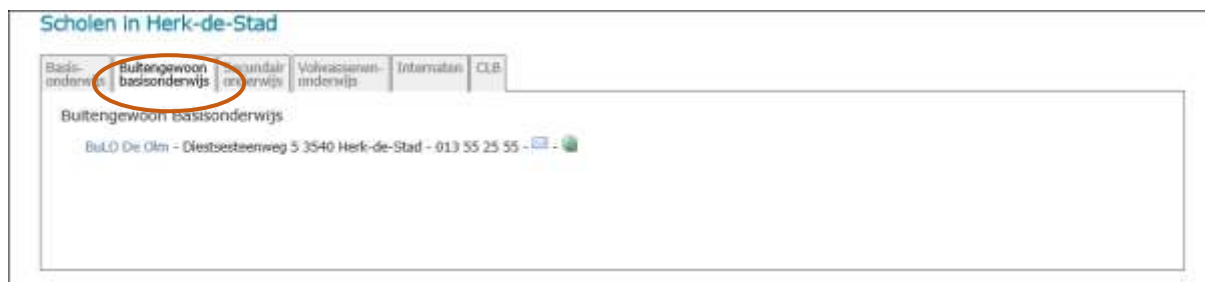 Scholen in Herk-de-Stad
Basis-
onderwijs
Buitengewoon
basisonderwijs
Secundair
onderwijs
Volwassenen-
onderwijs
Internaten
CLB
Buitengewoon Basisonderwijs
BuLO De Olm - Diestsesteenweg 5 3540 Herk-de-Stad - 013 55 25 55 - -